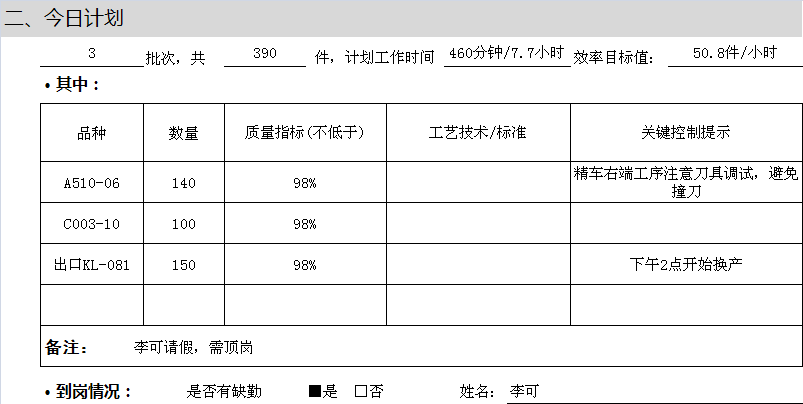 二、今日计划
3 批次，共 390 件，计划工作时间 460分钟/7.7小时 效率目标值： 50.8件/小时
•其中：
品种 数量 质量指标(不低于) 工艺技术/标准 关键控制提示
A510-06 140 98% 精车右端工序注意刀具调试，避免
撞刀
C003-10 100 98%
出口KL-081 150 98% 下午2点开始换产
备注： 李可请假，需顶岗
•到岗情况： 是否有缺勤 ■是 □否 姓名： 李可